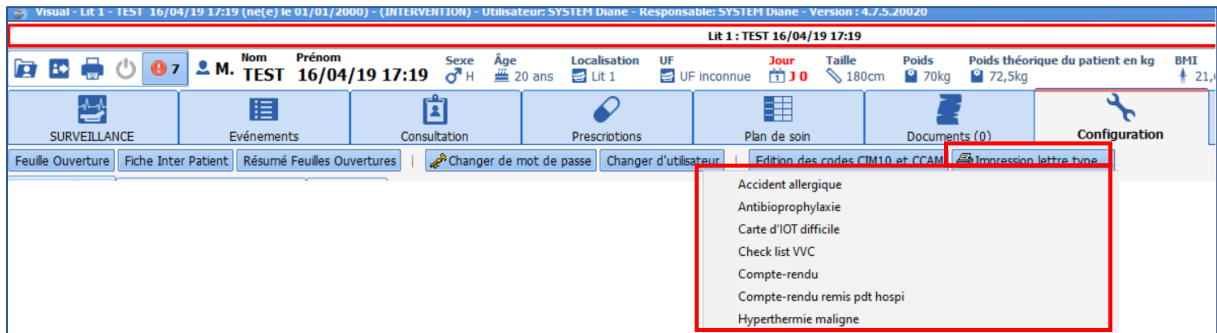 Visual - Lit 1 - TEST 16/04/19 17:19 (né(e) le 01/01/2000) - (INTERVENTION) - Utilisateur: SYSTEM Diane - Responsable: SYSTEM Diane - Version : 4.7.5.20020
Lit 1 : TEST 16/04/19 17:19
Nom Prénom Sexe Âge Localisation UF Jour Taille Poids Poids théorique du patient en kg BMI
7 M. TEST 16/04/19 17:19 H 20 ans Lit 1 UF inconnue J 0 180cm 70kg 72,5kg
SURVEILLANCE Evénements Consultation Prescriptions Plan de soin Documents (0) Configuration
Feuille Ouverture Fiche Inter Patient Résumé Feuilles Ouvertures | Changer de mot de passe Changer d'utilisateur | Edition des codes CIM10 et CCAM Impression lettre type
Accident allergique
Antibioprophylaxie
Carte d'IOT difficile
Check list VVC
Compte-rendu
Compte-rendu remis pdt hospi
Hyperthermie maligne